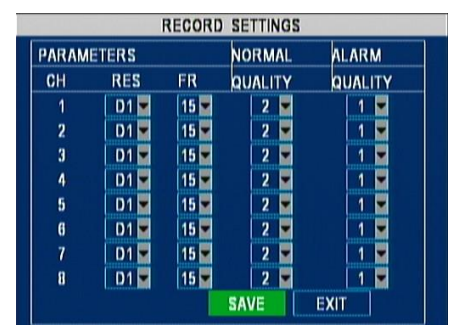 RECORD SETTINGS
PARAMETERS NORMAL ALARM
CH RES FR QUALITY QUALITY
1 D1 15 2 1
2 D1 15 2 1
3 D1 15 2 1
4 D1 15 2 1
5 D1 15 2 1
6 D1 15 2 1
7 D1 15 2 1
8 D1 15 2 1
SAVE EXIT